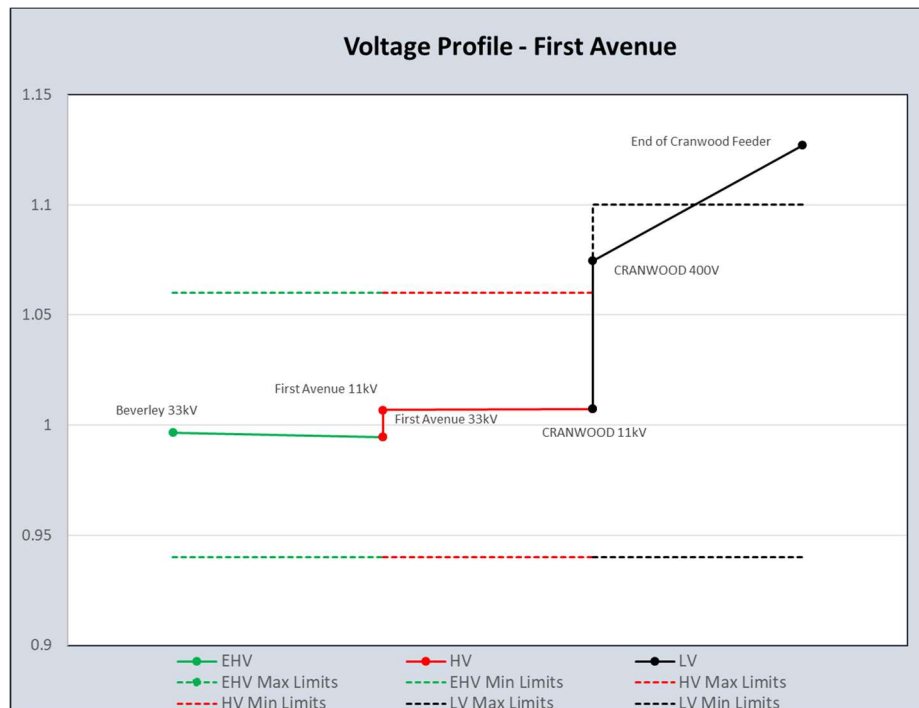 Voltage Profile - First Avenue
1.15
1.1
1.05
1
0.95
0.9
End of Cranwood Feeder
CRANWOOD 400V
First Avenue 11kV
Beverley 33kV
First Avenue 33kV
CRANWOOD 11kV
EHV HV LV
EHV Max Limits EHV Min Limits HV Max Limits
HV Min Limits LV Max Limits LV Min Limits